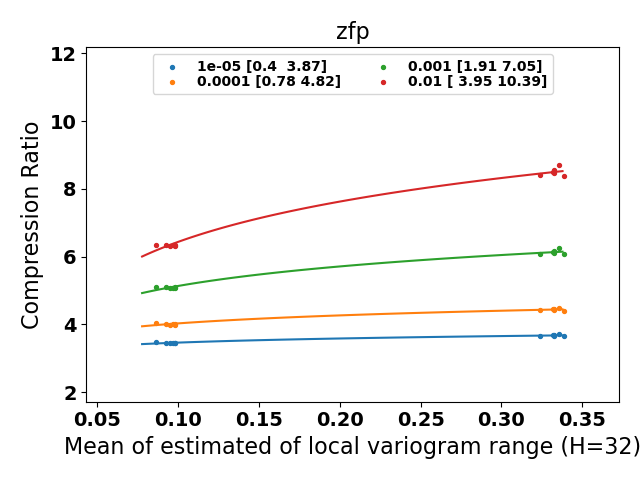 zfp
1e-05 [0.4  3.87]
0.0001 [0.78 4.82]
0.001 [1.91 7.05]
0.01 [ 3.95 10.39]
Compression Ratio
12
10
8
6
4
2
0.05 0.10 0.15 0.20 0.25 0.30 0.35
Mean of estimated of local variogram range (H=32)